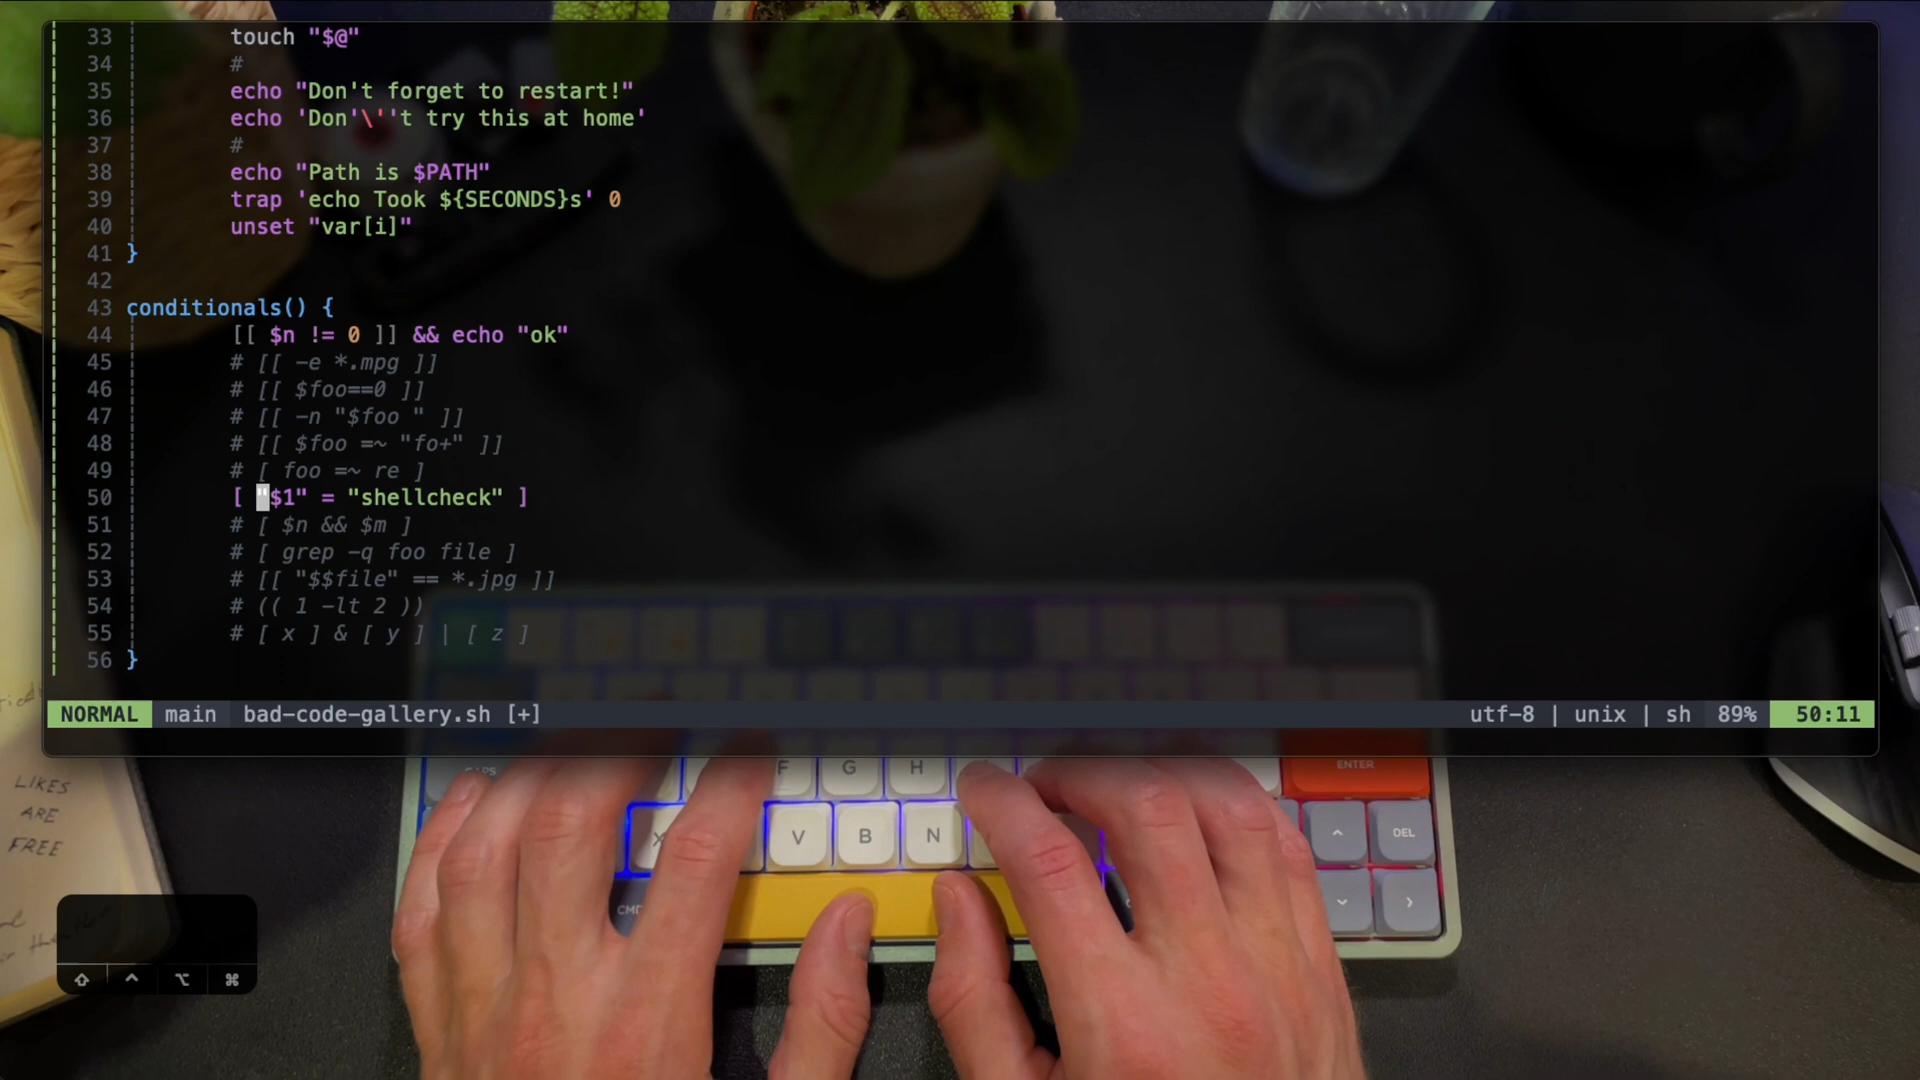 33 touch "$@"
34 #
35 echo "Don't forget to restart!"
36 echo 'Don'\''t try this at home'
37 #
38 echo "Path is $PATH"
39 trap 'echo Took ${SECONDS}s' 0
40 unset "var[i]"
41 }
42
43 conditionals() {
44 [[ $n != 0 ]] && echo "ok"
45 # [[ -e *.mpg ]]
46 # [[ $foo==0 ]]
47 # [[ -n "$foo " ]]
48 # [[ $foo =~ "fo+" ]]
49 # [ foo =~ re ]
50 [ "$1" = "shellcheck" ]
51 # [ $n && $m ]
52 # [ grep -q foo file ]
53 # [[ "$$file" == *.jpg ]]
54 # (( 1 -lt 2 ))
55 # [ x ] & [ y ] | [ z ]
56 }
NORMAL main bad-code-gallery.sh [+] utf-8 | unix | sh 89% 50:11
CAPS F G H ENTER
LIKES
ARE
FREE
X V B N DEL